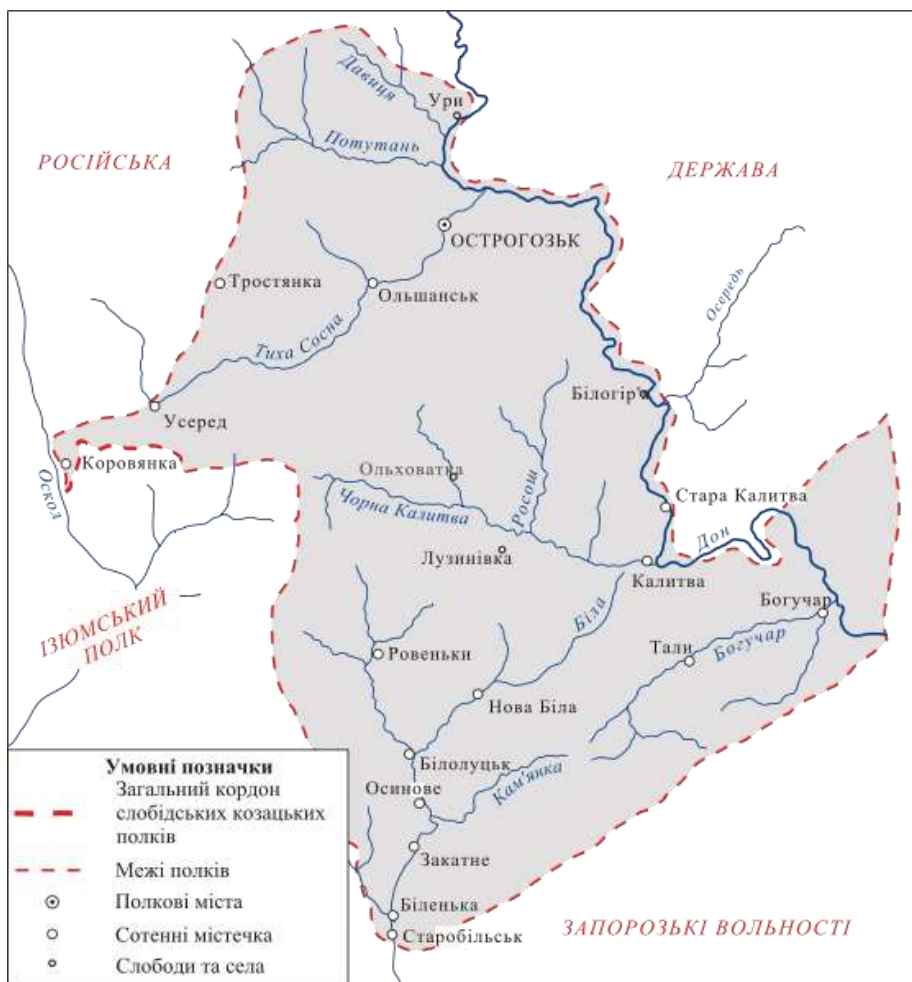 Давиця
Ури
Потутань
РОСІЙСЬКА
ДЕРЖАВА
ОСТРОГОЗЬК
Тростянка
Ольшанськ
Осередь
Тиха Сосна
Білогір'я
Усеред
Коровянка
Ольховатка
Оскол
Чорна Калитва
Росош
Стара Калитва
Дон
Лузинівка
Калитва
Богучар
ІЗЮМСЬКИЙ
ПОЛК
Біла
Ровеньки
Тали
Богучар
Нова Біла
Білолуцьк
Осинове
Кам'янка
Закатне
Біленька
Старобільськ
ЗАПОРОЗЬКІ ВОЛЬНОСТІ
Умовні позначки
Загальний кордон
слобідських козацьких
полків
Межі полків
Полкові міста
Сотенні містечка
Слободи та села